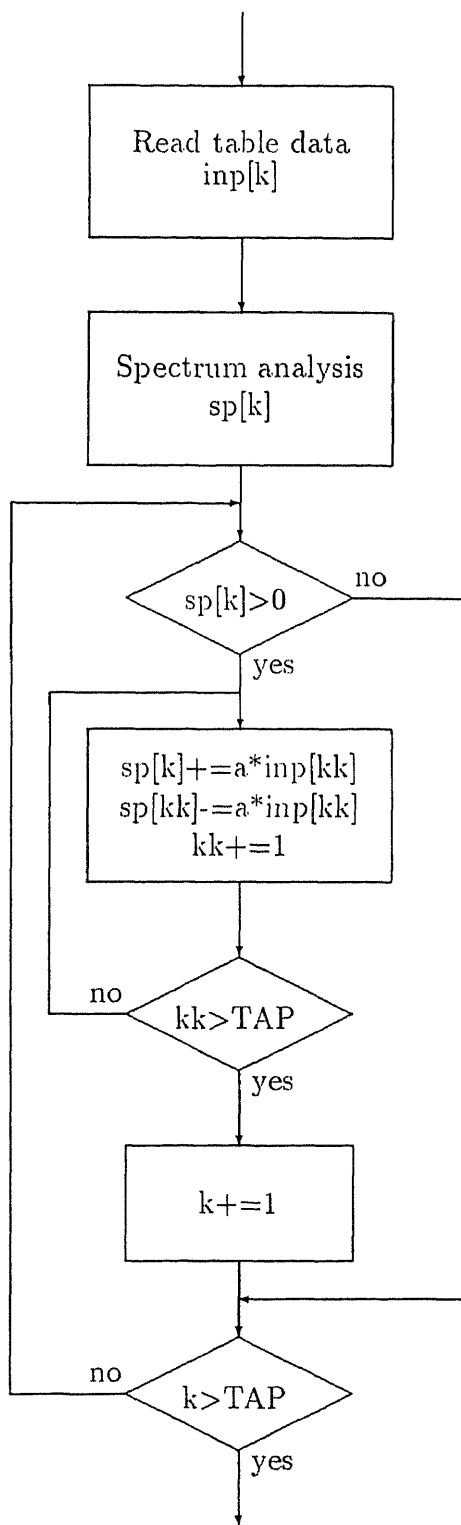 Read table data
inp[k]
Spectrum analysis
sp[k]
sp[k]>0
no
yes
sp[k]+=a*inp[kk]
sp[kk]-=a*inp[kk]
kk+=1
no
kk>TAP
yes
k+=1
no
k>TAP
yes